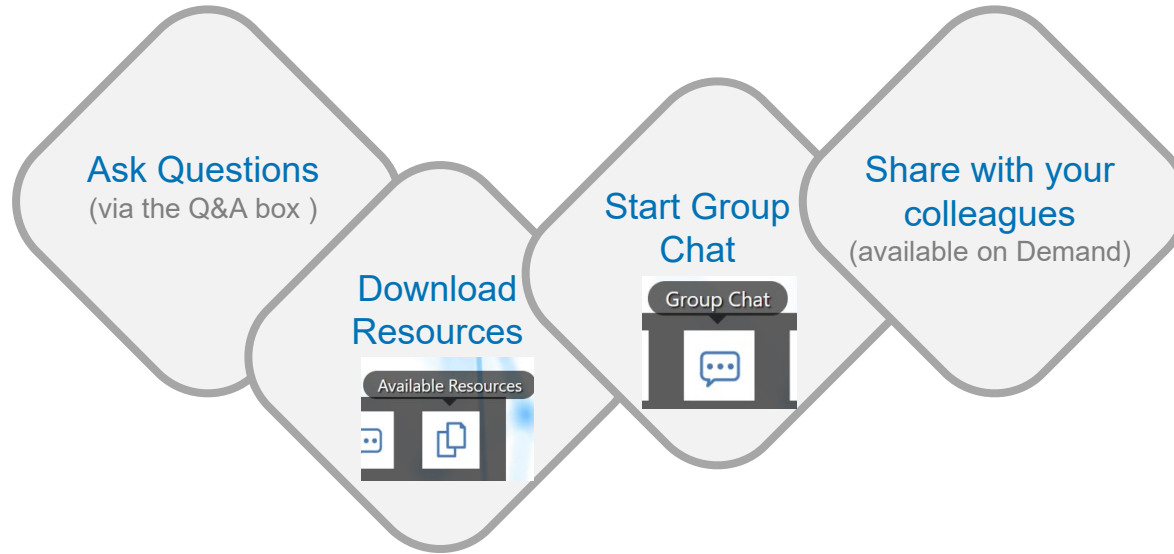 Ask Questions
(via the Q&A box )
Download
Resources
Available Resources
Start Group
Chat
Group Chat
Share with your
colleagues
(available on Demand)